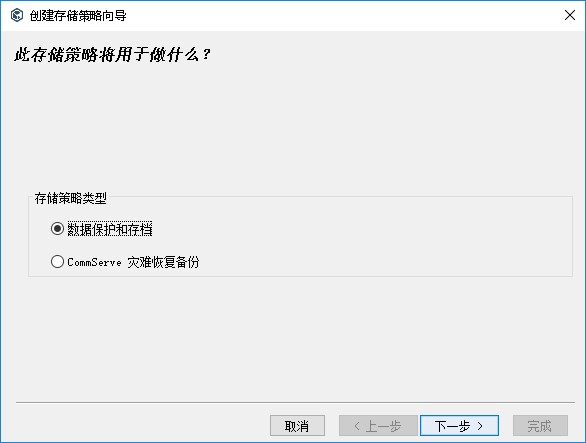 创建存储策略向导
此存储策略将用于做什么?
存储策略类型
数据保护和存档
CommServe 灾难恢复备份
取消
< 上一步
下一步 >
完成